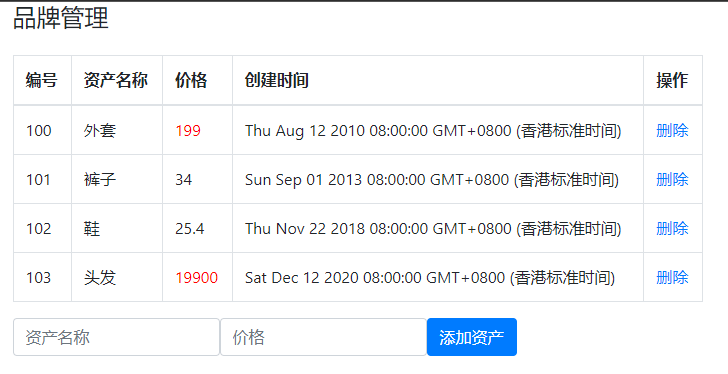 品牌管理
编号 资产名称 价格 创建时间 操作
100 外套 199 Thu Aug 12 2010 08:00:00 GMT+0800 (香港标准时间) 删除
101 裤子 34 Sun Sep 01 2013 08:00:00 GMT+0800 (香港标准时间) 删除
102 鞋 25.4 Thu Nov 22 2018 08:00:00 GMT+0800 (香港标准时间) 删除
103 头发 19900 Sat Dec 12 2020 08:00:00 GMT+0800 (香港标准时间) 删除
资产名称 价格 添加资产